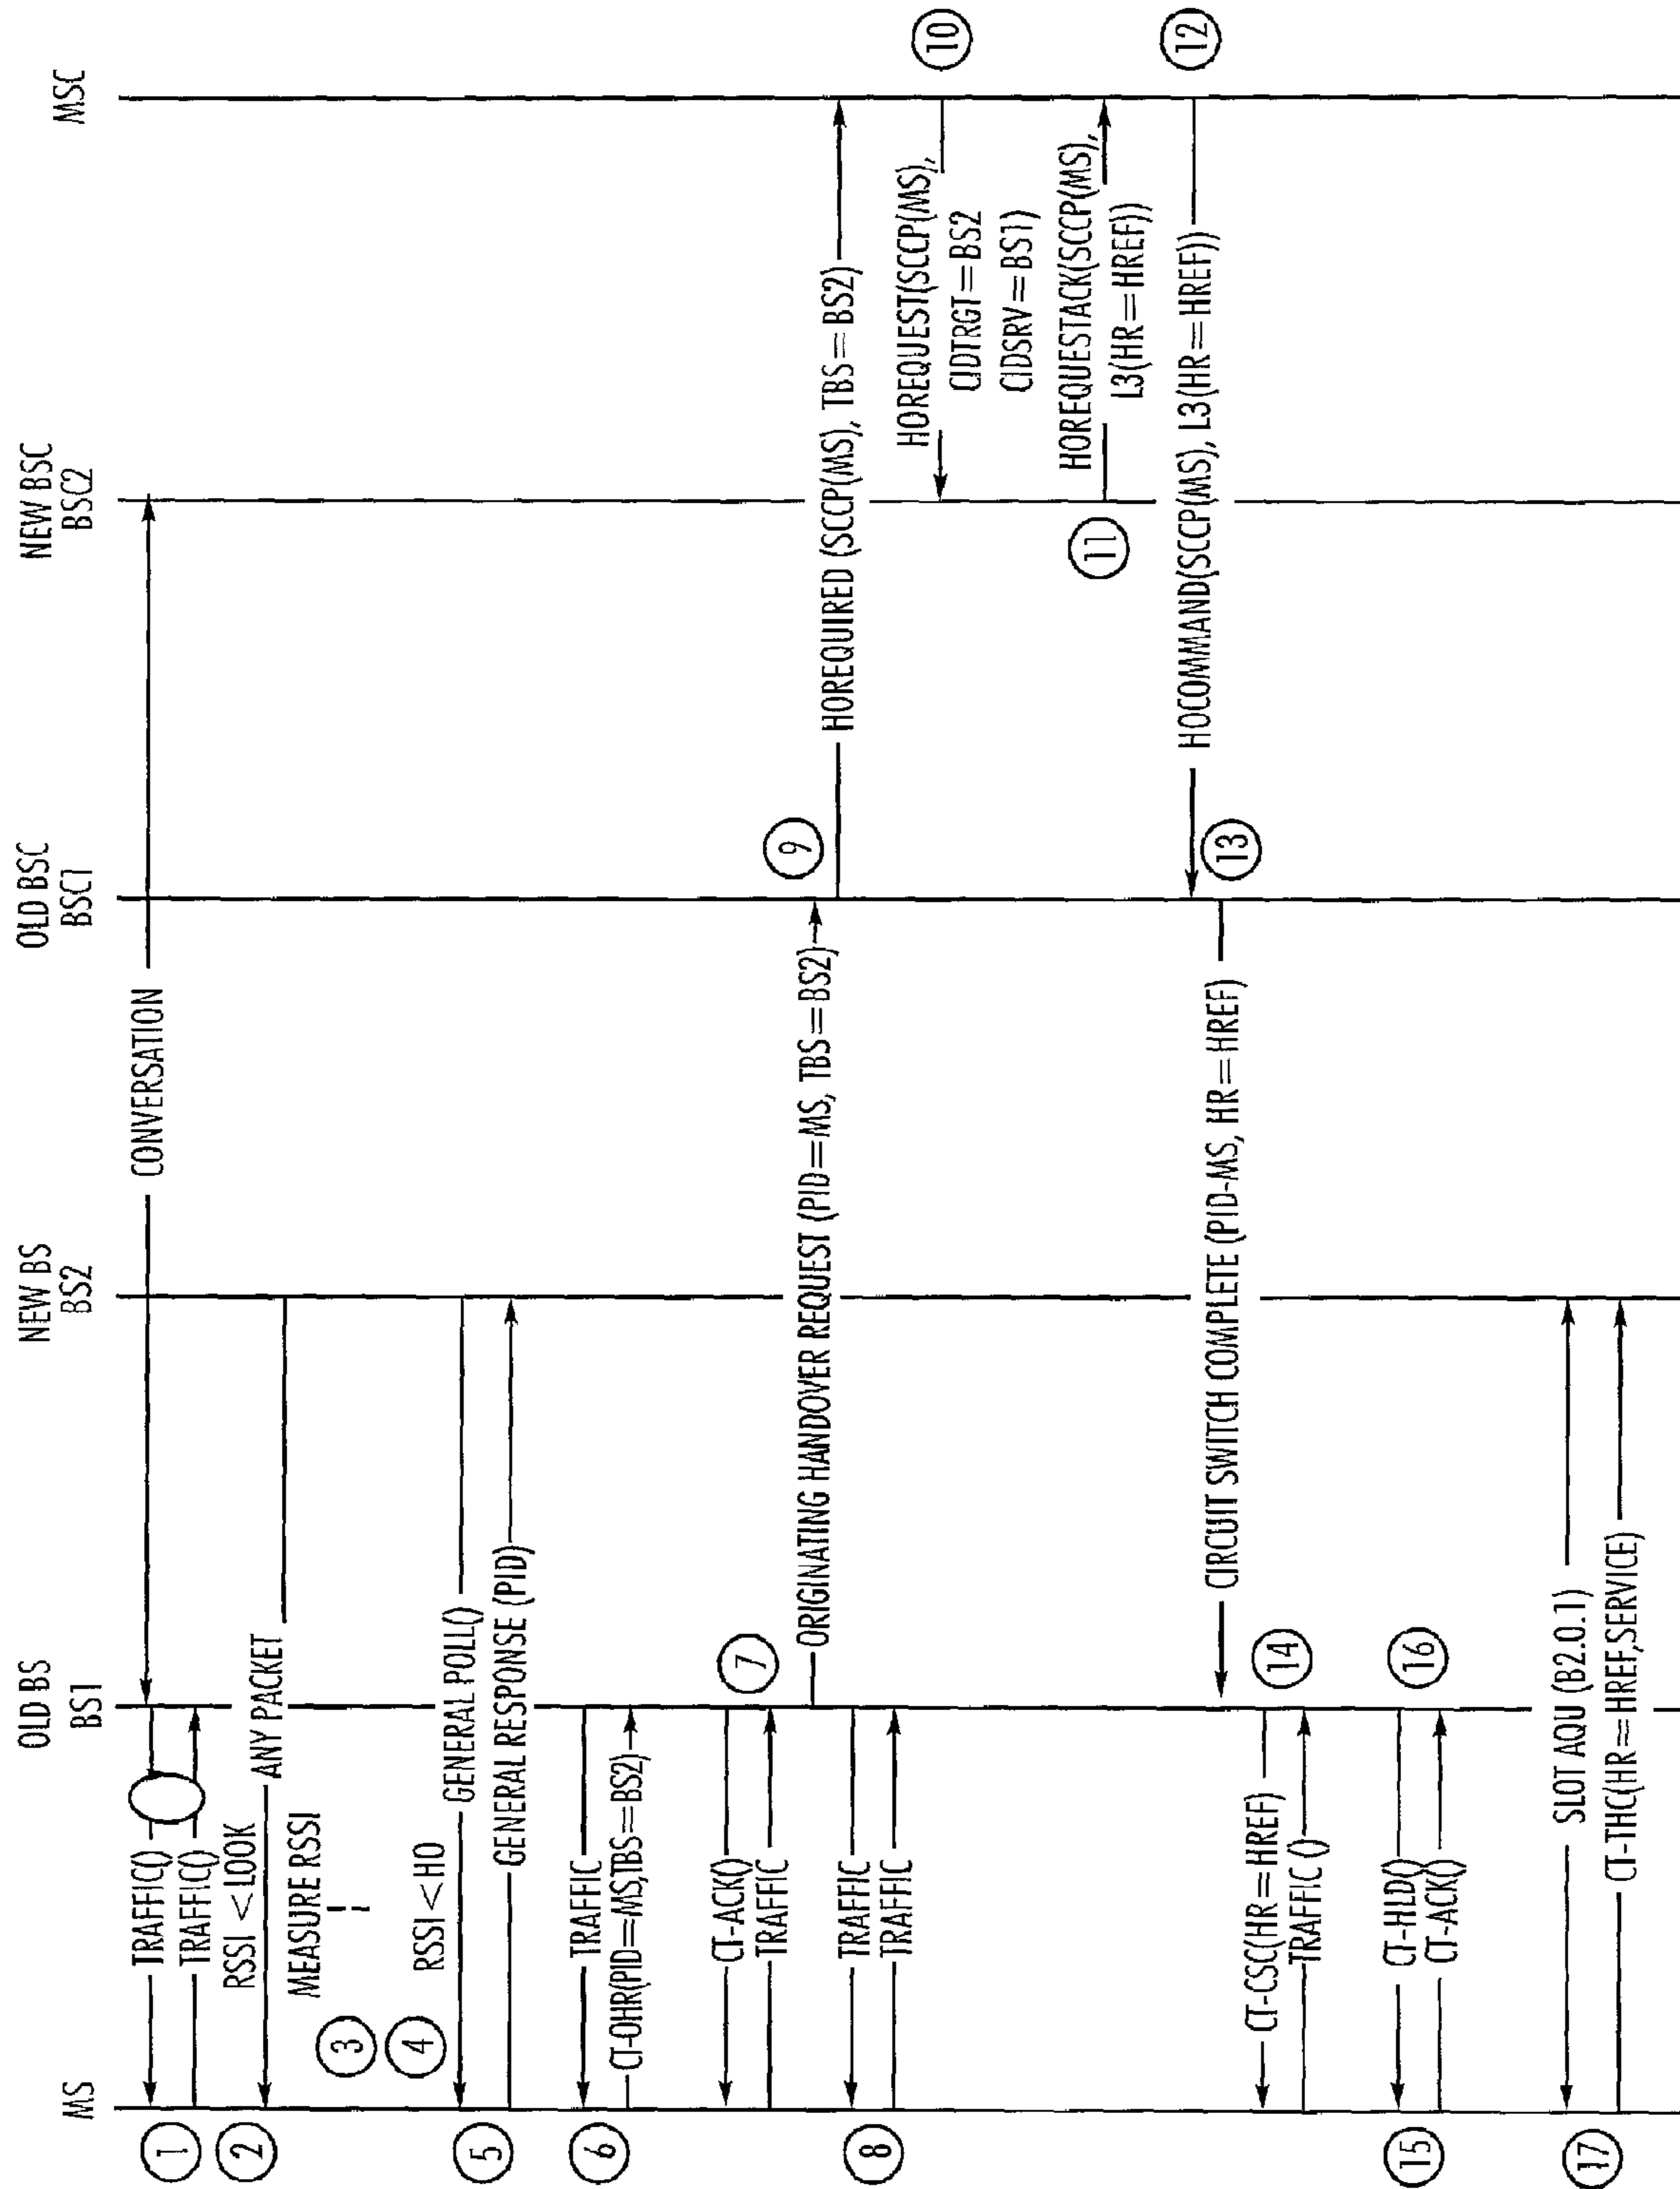 MS
OLD BS
BS1
NEW BS
BS2
OLD BSC
BSC1
NEW BSC
BSC2
MSC
CONVERSATION
1
TRAFFIC()
TRAFFIC()
2
RSSI < LOOK
ANY PACKET
MEASURE RSSI
3
4
RSSI < HO
5
GENERAL POLL()
GENERAL RESPONSE (PID)
6
TRAFFIC
CT-OHR(PID=MS,TBS=BS2)
7
CT-ACK()
TRAFFIC
ORIGINATING HANDOVER REQUEST (PID=MS, TBS=BS2)
9
HOREQUIRED (SCCP(MS), TBS=BS2)
8
TRAFFIC
TRAFFIC
10
HOREQUEST(SCCP(MS),
CIDTRGT=BS2
CIDSRV=BS1)
11
HOREQUESTACK(SCCP(MS),
L3(HR=HREF))
12
HOCOMMAND(SCCP(MS), L3(HR=HREF))
13
CIRCUIT SWITCH COMPLETE (PID-MS, HR=HREF)
14
CT-CSC(HR=HREF)
TRAFFIC ()
15
16
CT-HLD()
CT-ACK()
17
SLOT AQU (B2.0.1)
CT-THC(HR=HREF,SERVICE)